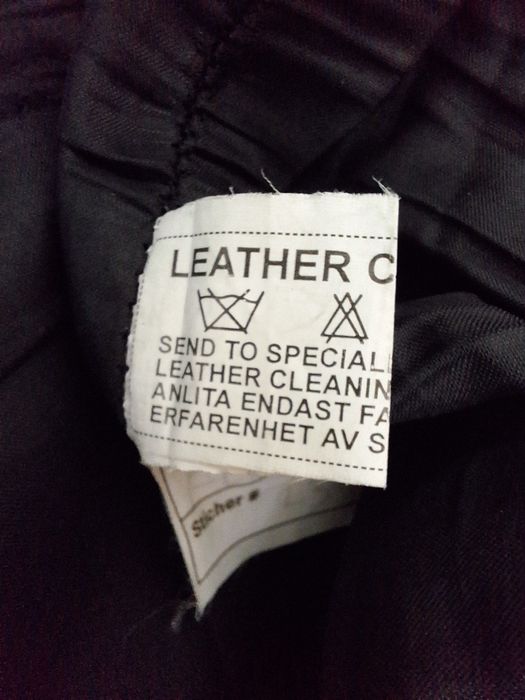 LEATHER C
SEND TO SPECIAL
LEATHER CLEANIN
ANLITA ENDAST FA
ERFARENHET AV S
Sticher #